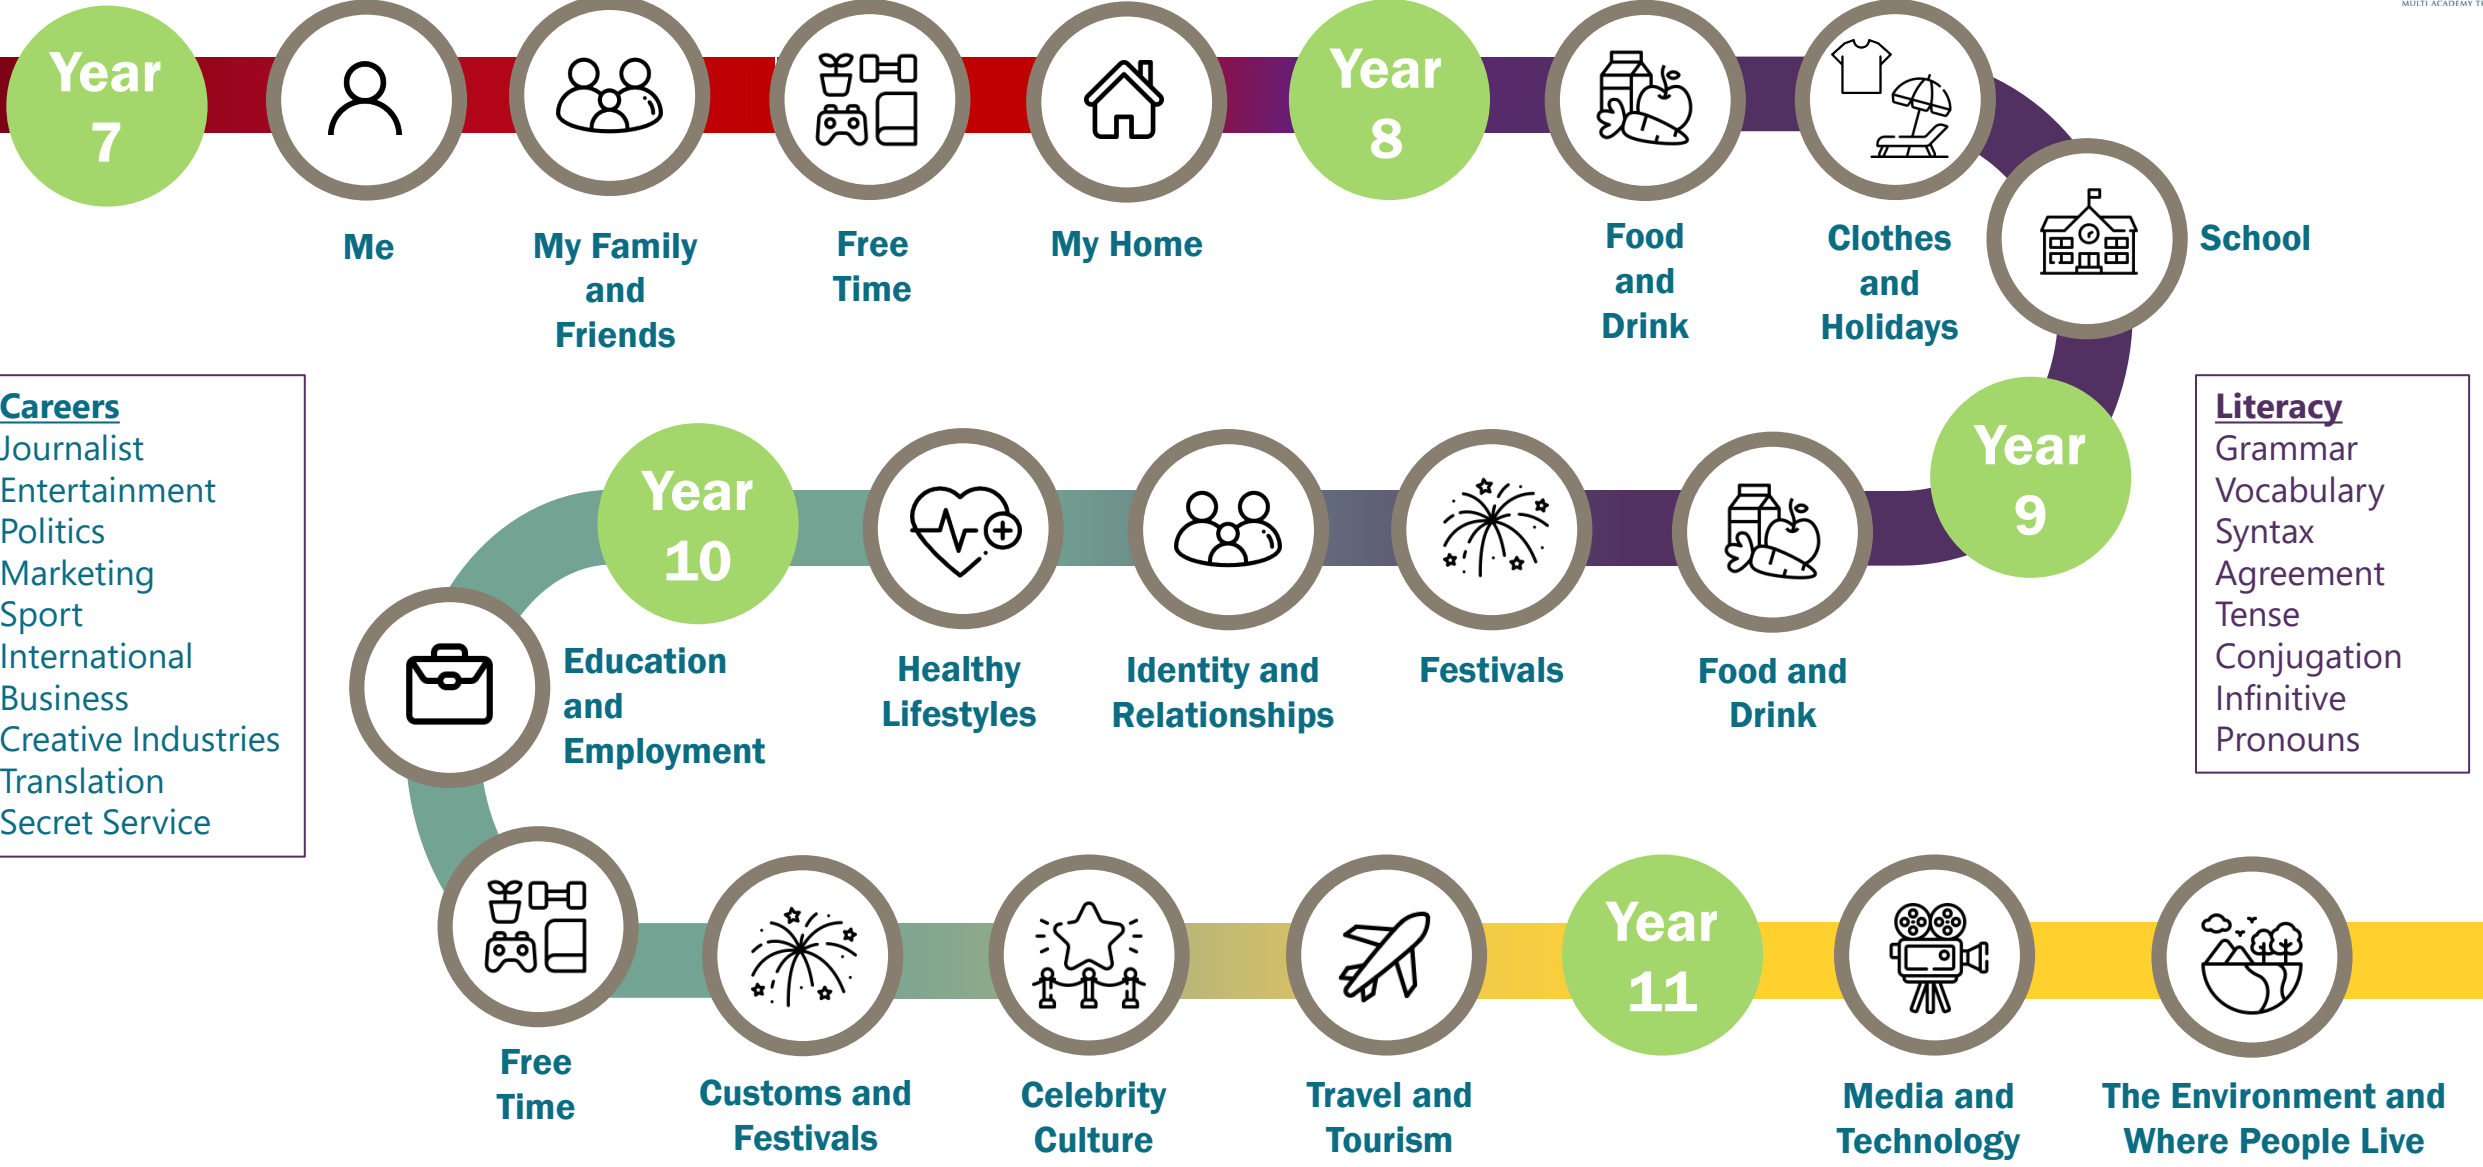 MULTI ACADEMY
Year
7
Year
8
Me
My Family
and
Friends
Free
Time
My Home
Food
and
Drink
Clothes
and
Holidays
School
Careers
Journalist
Entertainment
Politics
Marketing
Sport
International
Business
Creative Industries
Translation
Secret Service
Literacy
Grammar
Vocabulary
Syntax
Agreement
Tense
Conjugation
Infinitive
Pronouns
Year
9
Food and
Drink
Festivals
Identity and
Relationships
Healthy
Lifestyles
Year
10
Education
and
Employment
Free
Time
Customs and
Festivals
Celebrity
Culture
Travel and
Tourism
Year
11
Media and
Technology
The Environment and
Where People Live